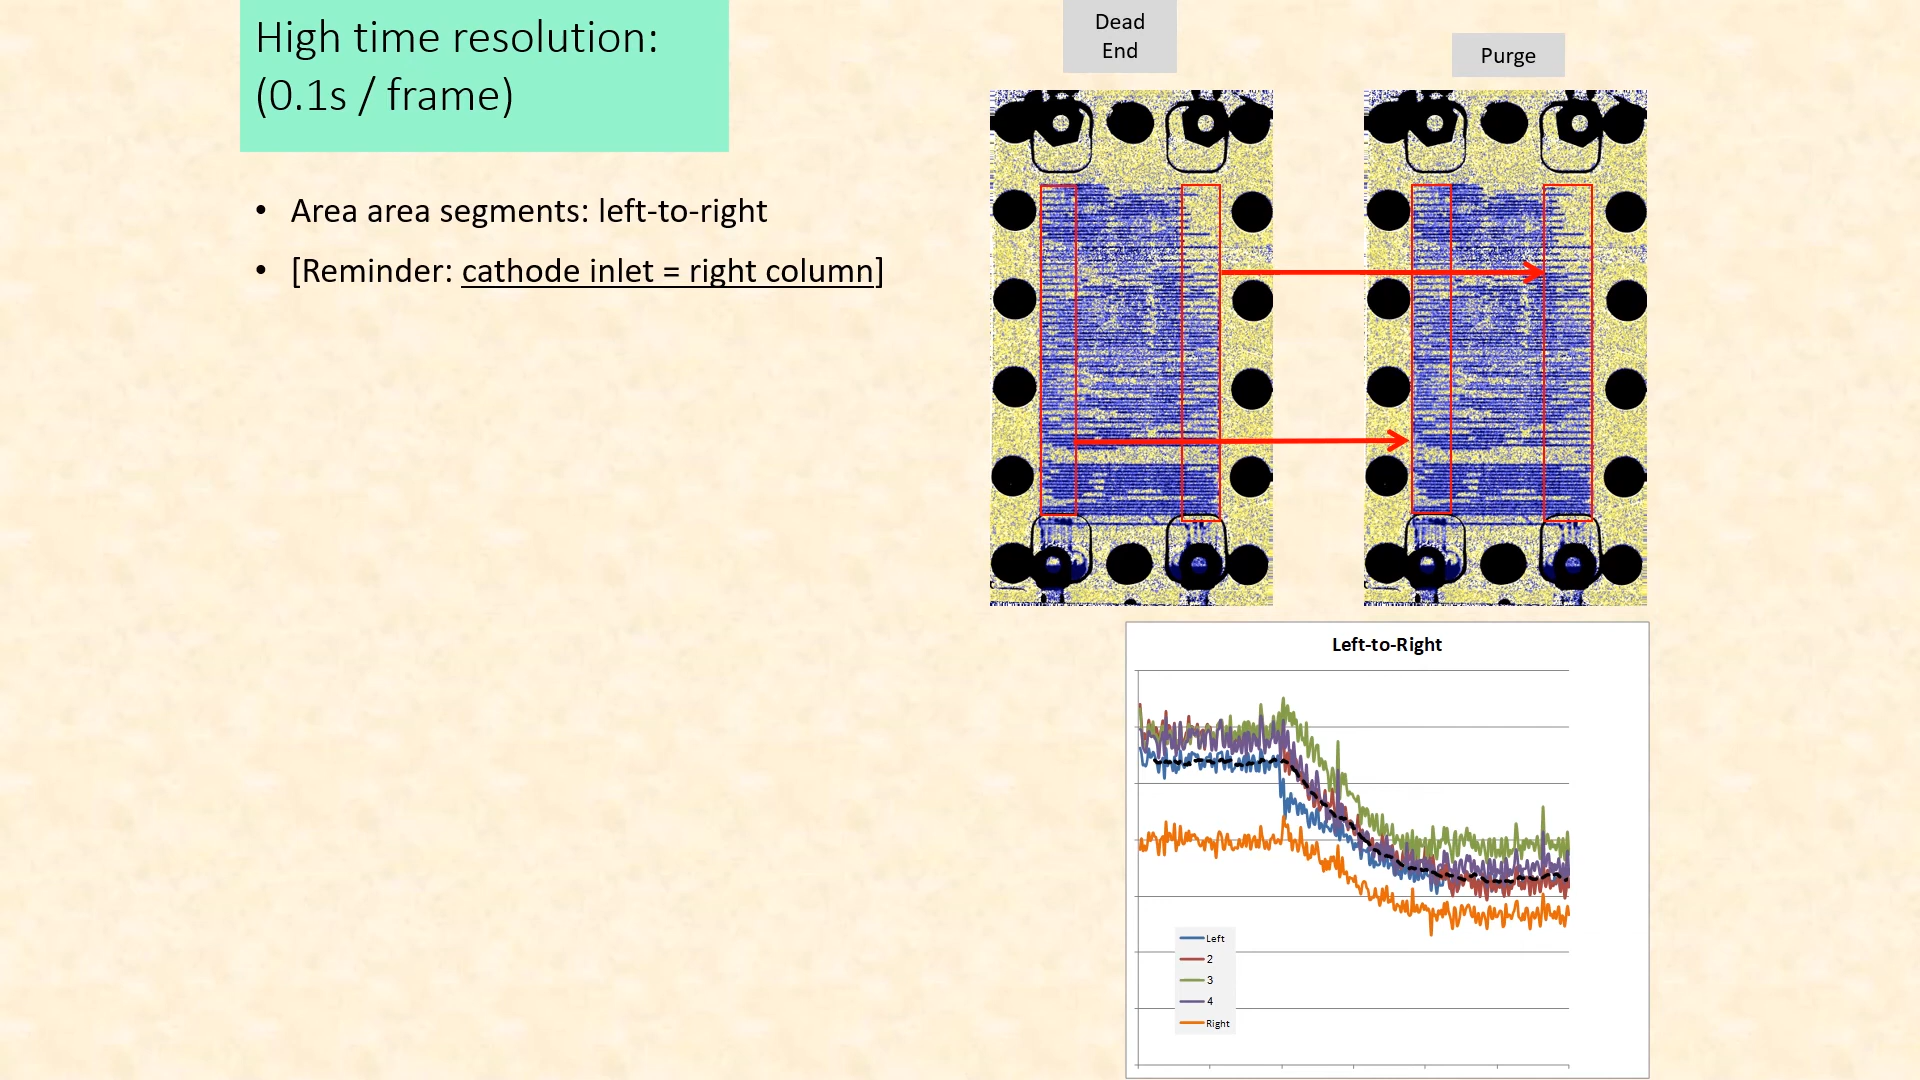 High time resolution:
(0.1s / frame)
• Area area segments: left-to-right
• [Reminder: cathode inlet = right column]
Dead
End
Purge
Left-to-Right
Left
2
3
4
Right